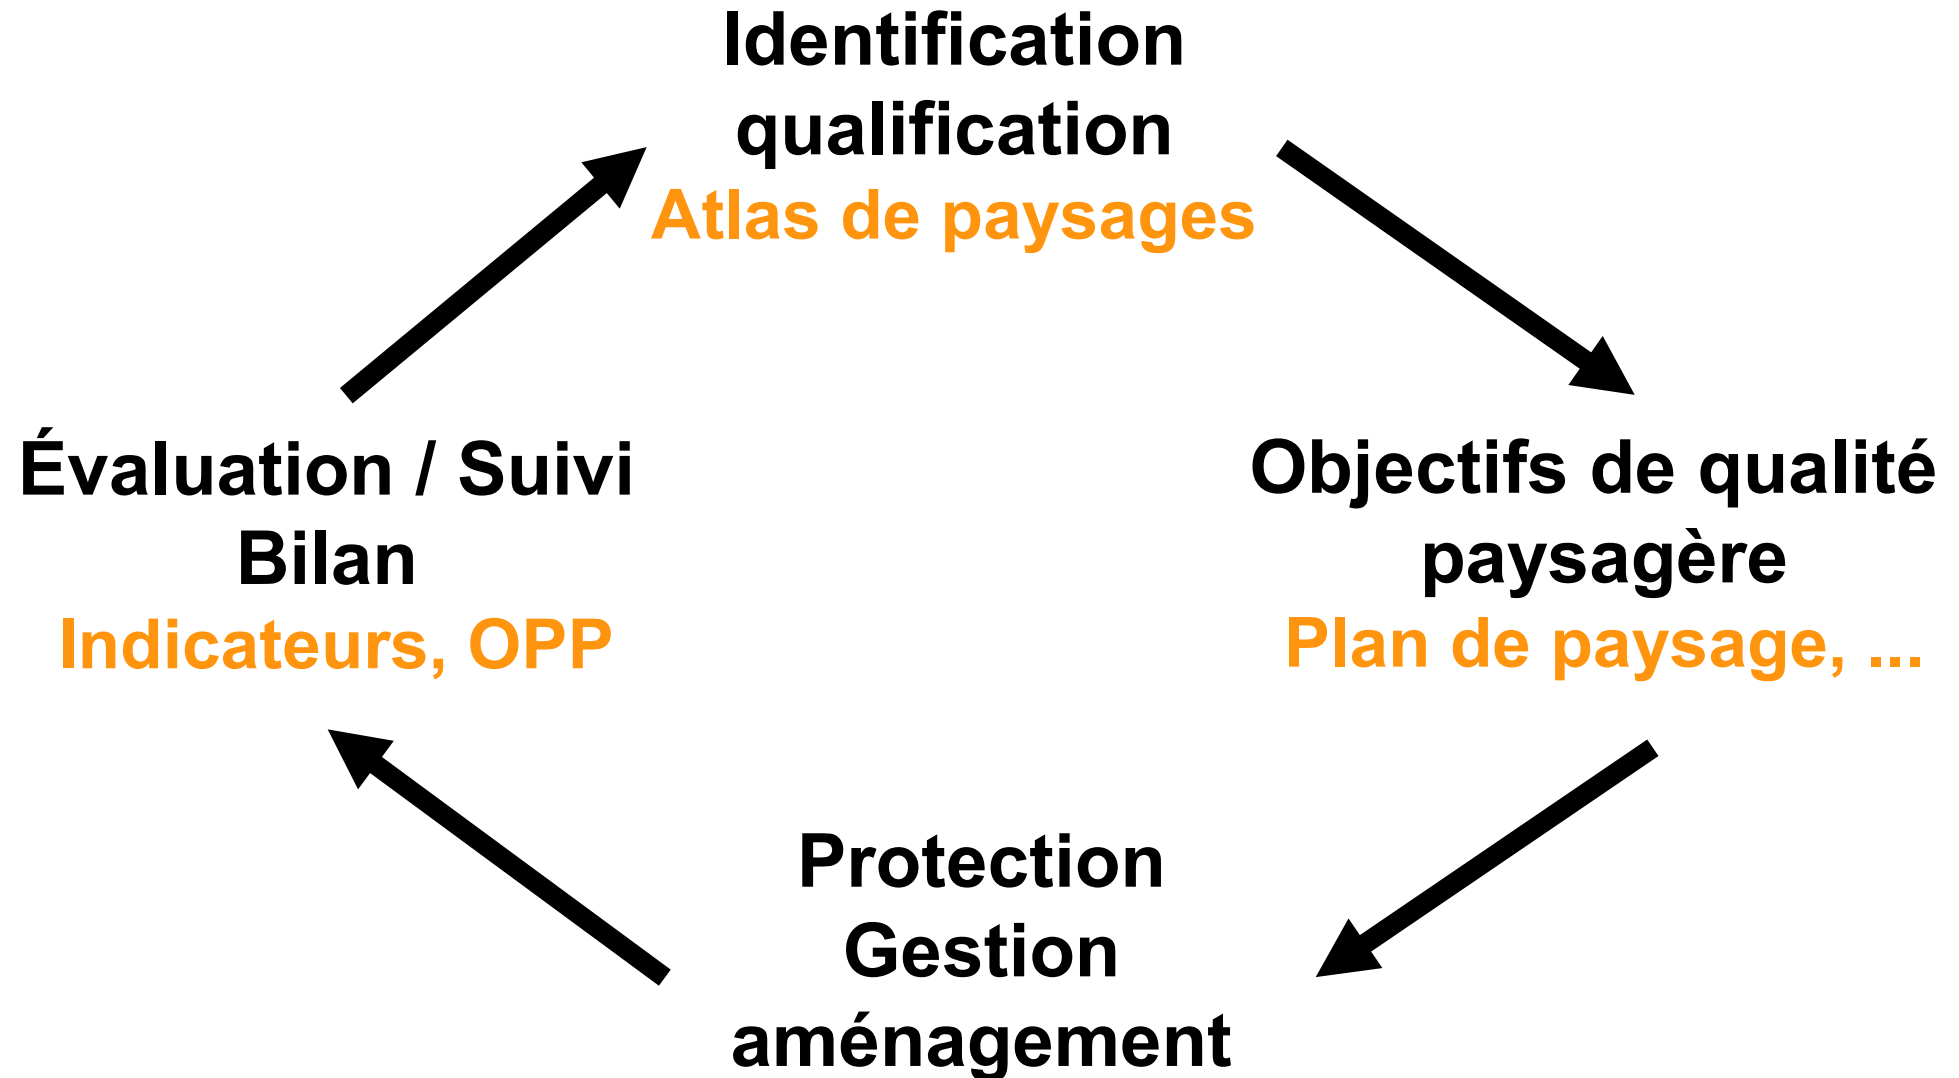 Identification
qualification
Atlas de paysages
Objectifs de qualité
paysagère
Plan de paysage, ...
Protection
Gestion
aménagement
Évaluation / Suivi
Bilan
Indicateurs, OPP